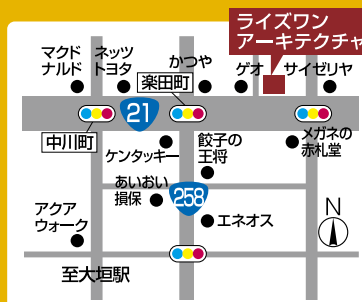 ライズワン
アーキテクチャ
マクド
ナルド
ネッツ
トヨタ
かつや
楽田町
ゲオ
サイゼリヤ
21
中川町
ケンタッキー
餃子の
王将
メガネの
赤札堂
あいおい
損保
258
アクア
ウォーク
エネオス
N
至大垣駅